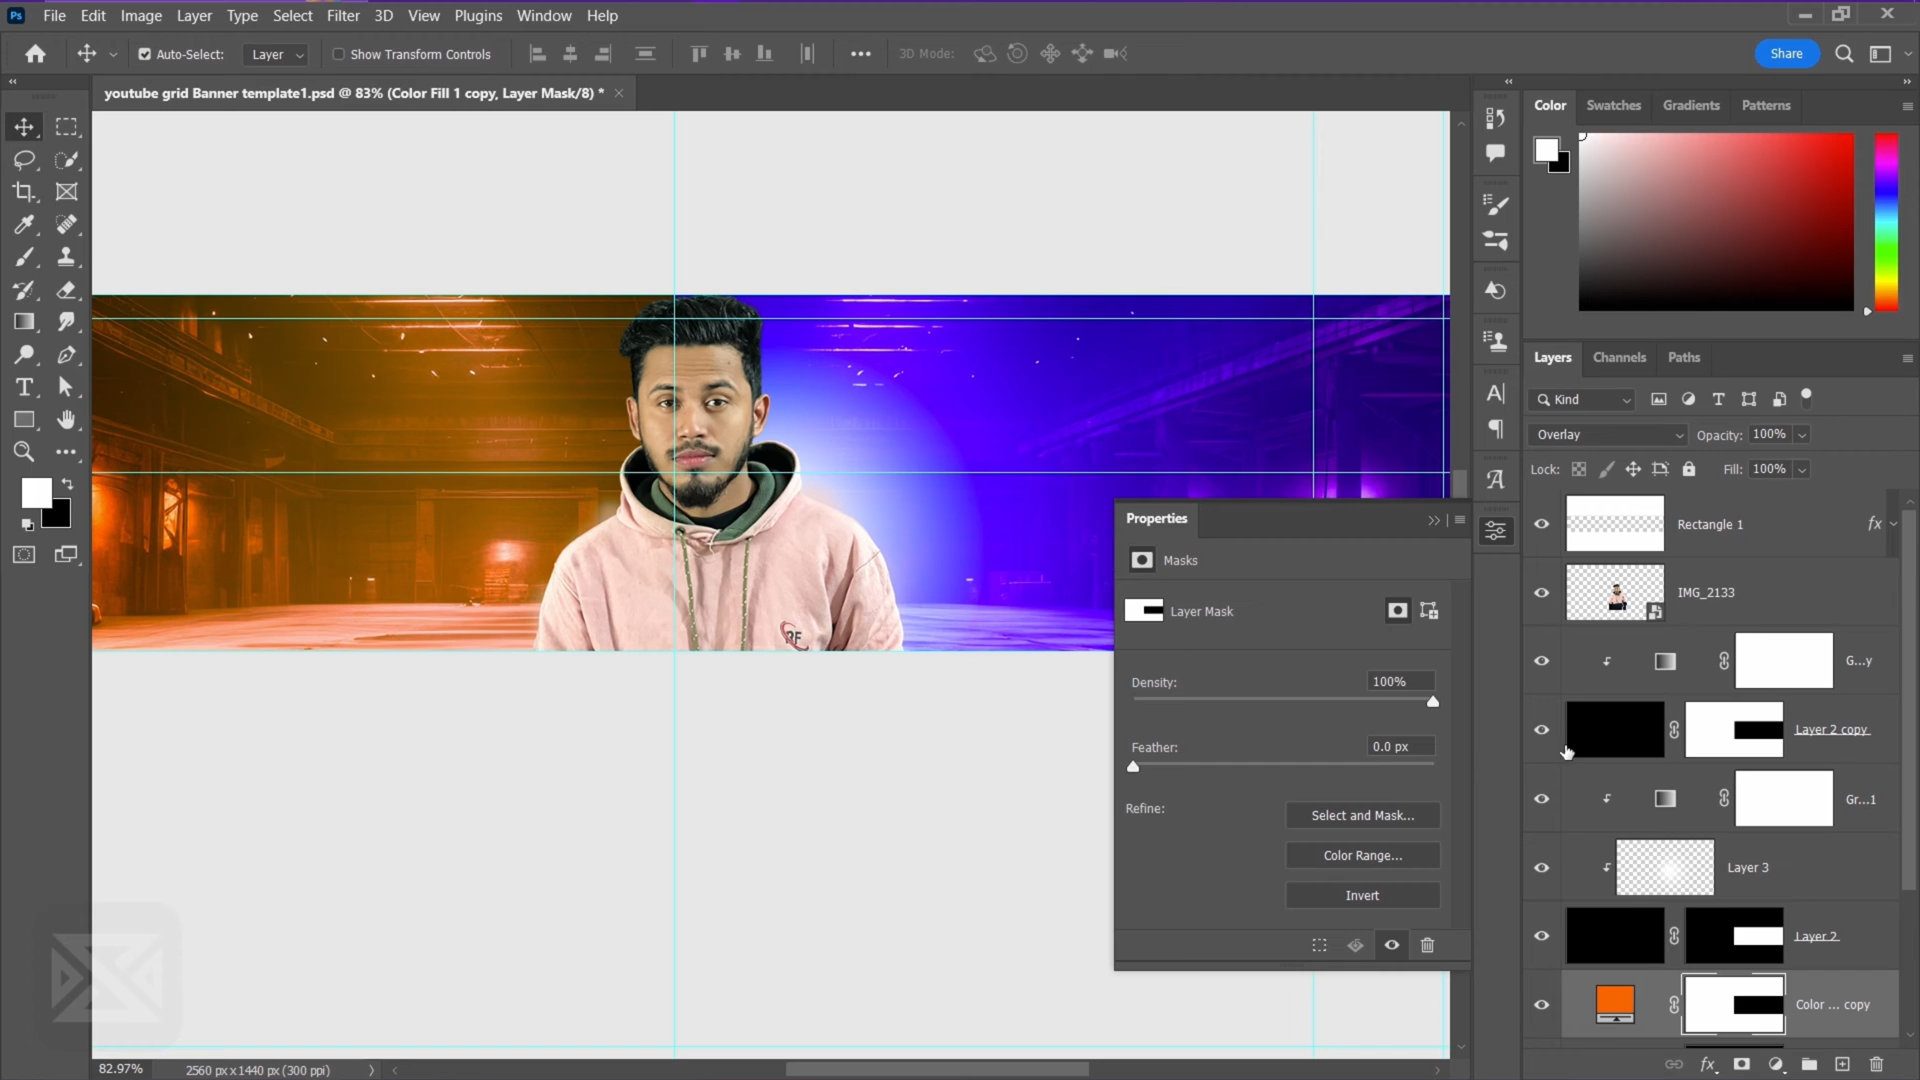 Ps File Edit Image Layer Type Select Filter 3D View Plugins Window Help
Auto-Select: Layer Show Transform Controls 3D Mode: Share
youtube grid Banner template1.psd @ 83% (Color Fill 1 copy, Layer Mask/8) *
Color Swatches Gradients Patterns
Layers Channels Paths
Kind
Overlay Opacity: 100%
Lock: Fill: 100%
Rectangle 1 fx
IMG_2133
G...y
Layer 2 copy
Gr...1
Layer 3
Layer 2
Color ... copy
Properties
Masks
Layer Mask
Density: 100%
Feather: 0.0 px
Refine: Select and Mask...
Color Range...
Invert
RF
82.97% 2560 px x 1440 px (300 ppi)
fx